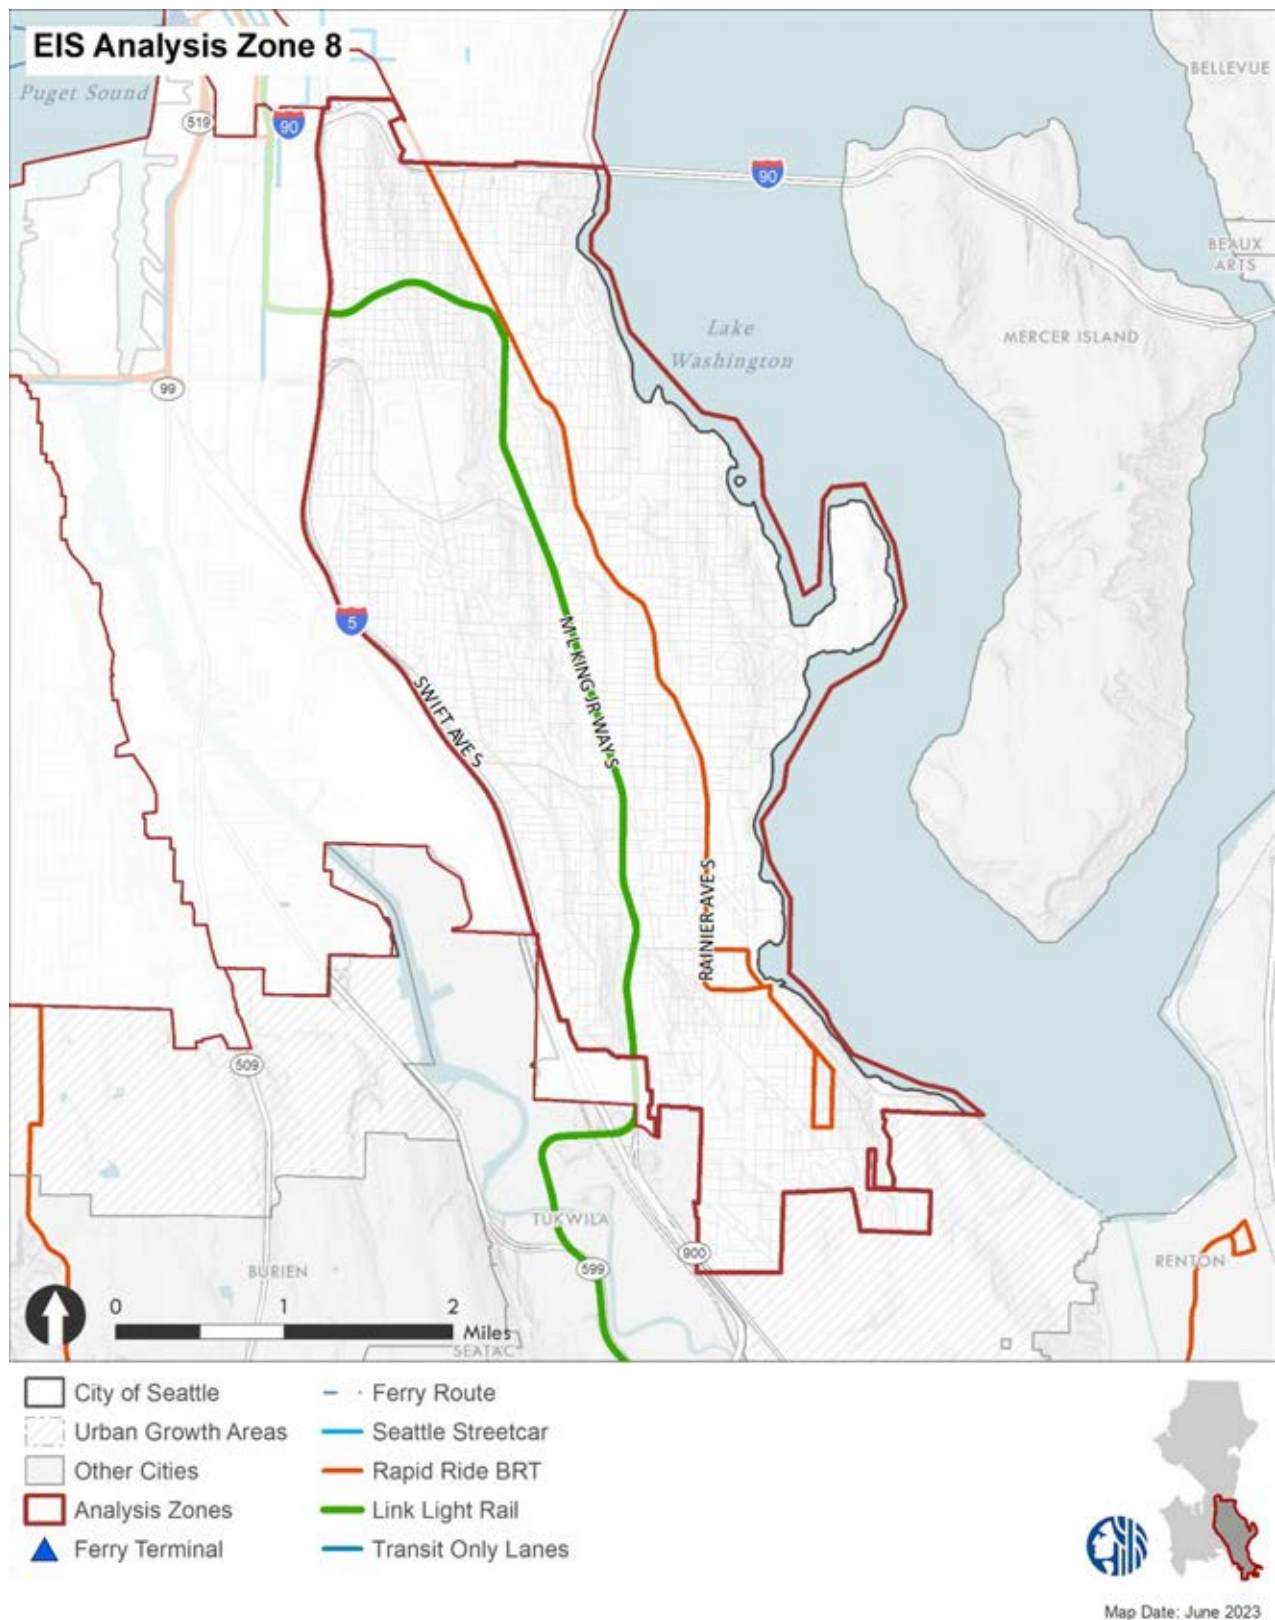 EIS Analysis Zone 8
Puget Sound
519
90
90
BELLEVUE
BEAUX
ARTS
MERCER ISLAND
Lake
Washington
99
5
SWIFT AVE S
M L KING JR WAY S
RAINIER AVE S
509
TUKWILA
599
900
BURIEN
RENTON
SEATAC
0 1 2
Miles
City of Seattle
Urban Growth Areas
Other Cities
Analysis Zones
Ferry Terminal
Ferry Route
Seattle Streetcar
Rapid Ride BRT
Link Light Rail
Transit Only Lanes
Map Date: June 2023